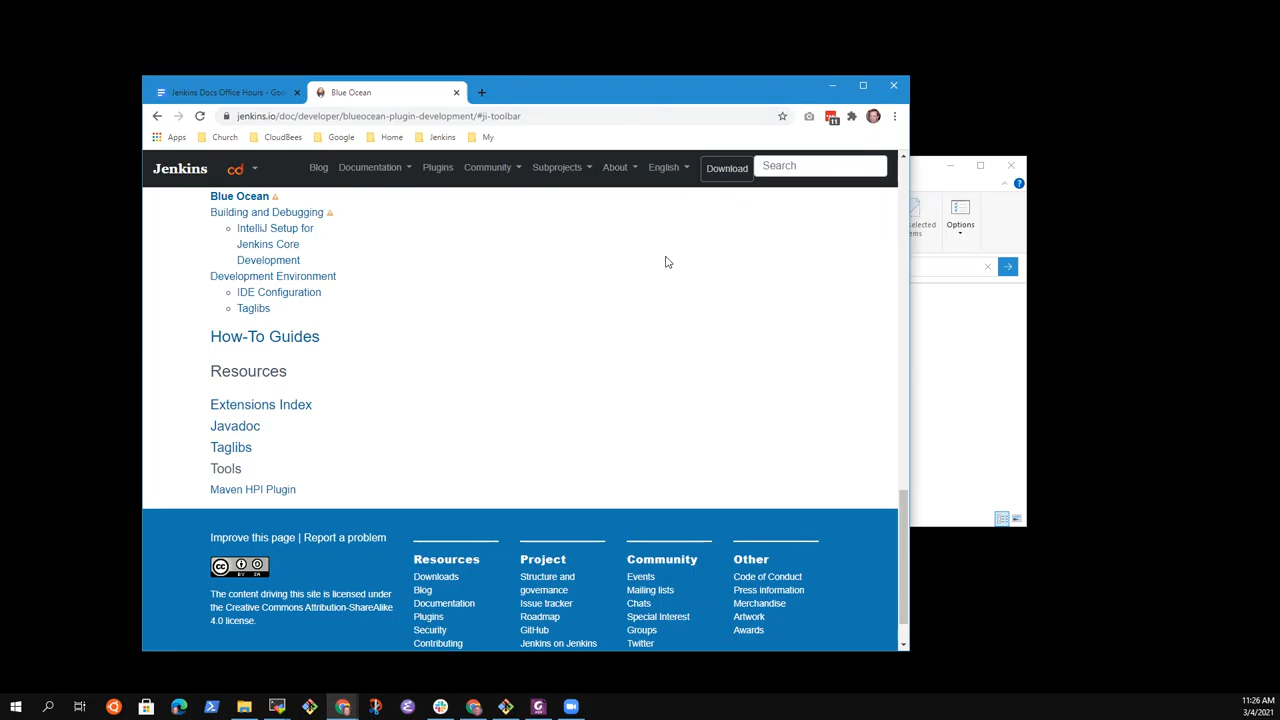 Jenkins Docs Office Hours - Goo
Blue Ocean
jenkins.io/doc/developer/blueocean-plugin-development/#ji-toolbar
11
Apps
Church
CloudBees
Google
Home
Jenkins
My
Jenkins
cd
Blog
Documentation
Plugins
Community
Subprojects
About
English
Download
Search
Options
Blue Ocean
Building and Debugging
IntelliJ Setup for
Jenkins Core
Development
Development Environment
IDE Configuration
Taglibs
How-To Guides
Resources
Extensions Index
Javadoc
Taglibs
Tools
Maven HPI Plugin
Improve this page | Report a problem
The content driving this site is licensed under
the Creative Commons Attribution-ShareAlike
4.0 license.
Resources
Downloads
Blog
Documentation
Plugins
Security
Contributing
Project
Structure and
governance
Issue tracker
Roadmap
GitHub
Jenkins on Jenkins
Community
Events
Mailing lists
Chats
Special Interest
Groups
Twitter
Other
Code of Conduct
Press information
Merchandise
Artwork
Awards
11:26 AM
3/4/2021